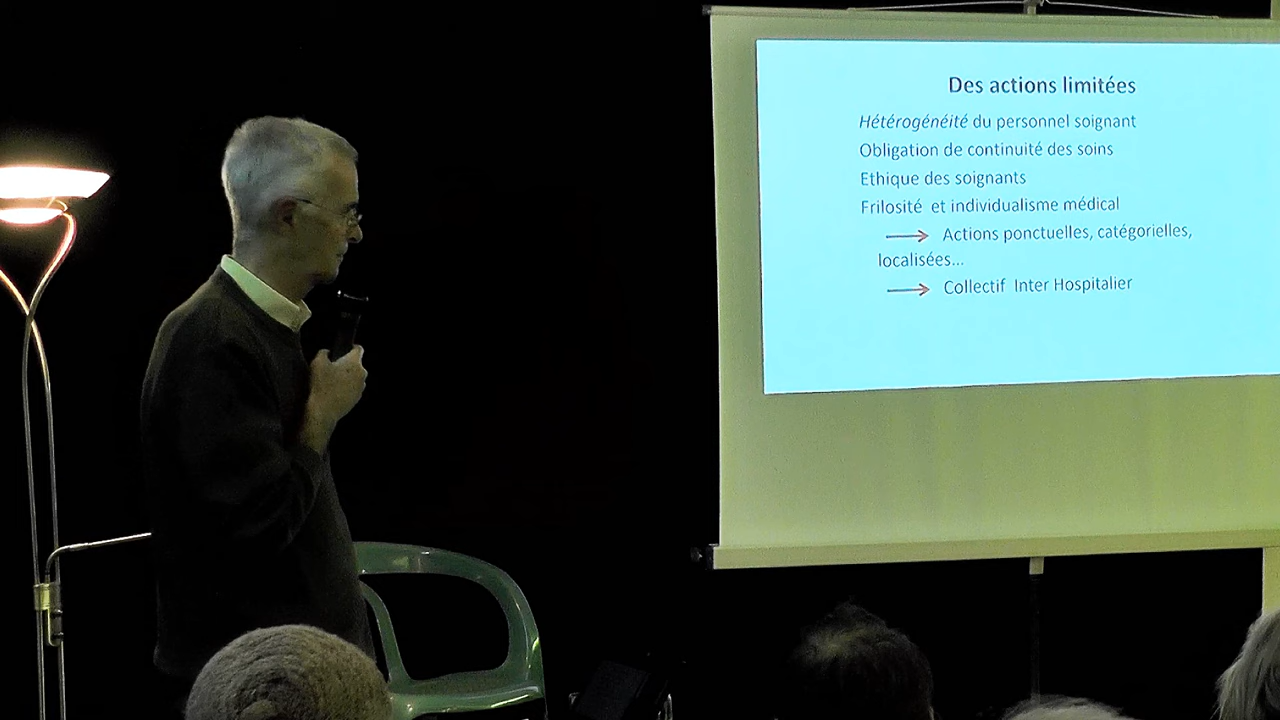 Des actions limitées
Hétérogénéité du personnel soignant
Obligation de continuité des soins
Ethique des soignants
Frilosité et individualisme médical
Actions ponctuelles, catégorielles,
localisées...
Collectif Inter Hospitalier